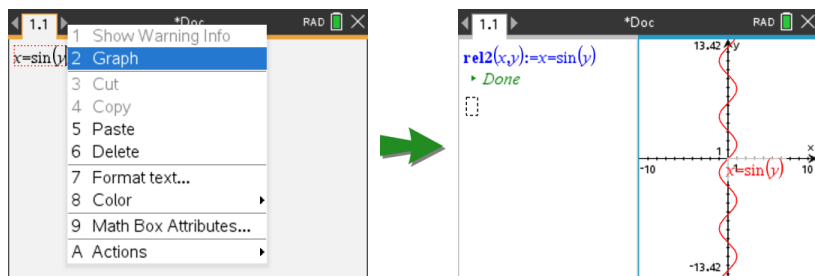 1.1 *Doc RAD
x=sin(y
1 Show Warning Info
2 Graph
3 Cut
4 Copy
5 Paste
6 Delete
7 Format text...
8 Color
9 Math Box Attributes...
A Actions
1.1 *Doc RAD
rel2(x,y):=x=sin(y)
Done
13.42 y
x
1
-10 1 10
x=sin(y)
-13.42